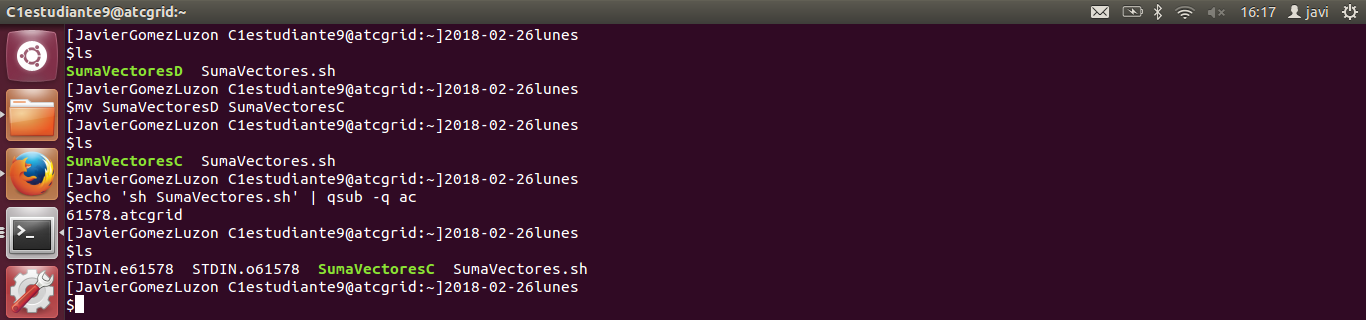 C1estudiante9@atcgrid:~ 16:17 javi
[JavierGomezLuzon C1estudiante9@atcgrid:~]2018-02-26lunes
$ls
SumaVectoresD  SumaVectores.sh
[JavierGomezLuzon C1estudiante9@atcgrid:~]2018-02-26lunes
$mv SumaVectoresD SumaVectoresC
[JavierGomezLuzon C1estudiante9@atcgrid:~]2018-02-26lunes
$ls
SumaVectoresC  SumaVectores.sh
[JavierGomezLuzon C1estudiante9@atcgrid:~]2018-02-26lunes
$echo 'sh SumaVectores.sh' | qsub -q ac
61578.atcgrid
[JavierGomezLuzon C1estudiante9@atcgrid:~]2018-02-26lunes
$ls
STDIN.e61578  STDIN.o61578  SumaVectoresC  SumaVectores.sh
[JavierGomezLuzon C1estudiante9@atcgrid:~]2018-02-26lunes
$